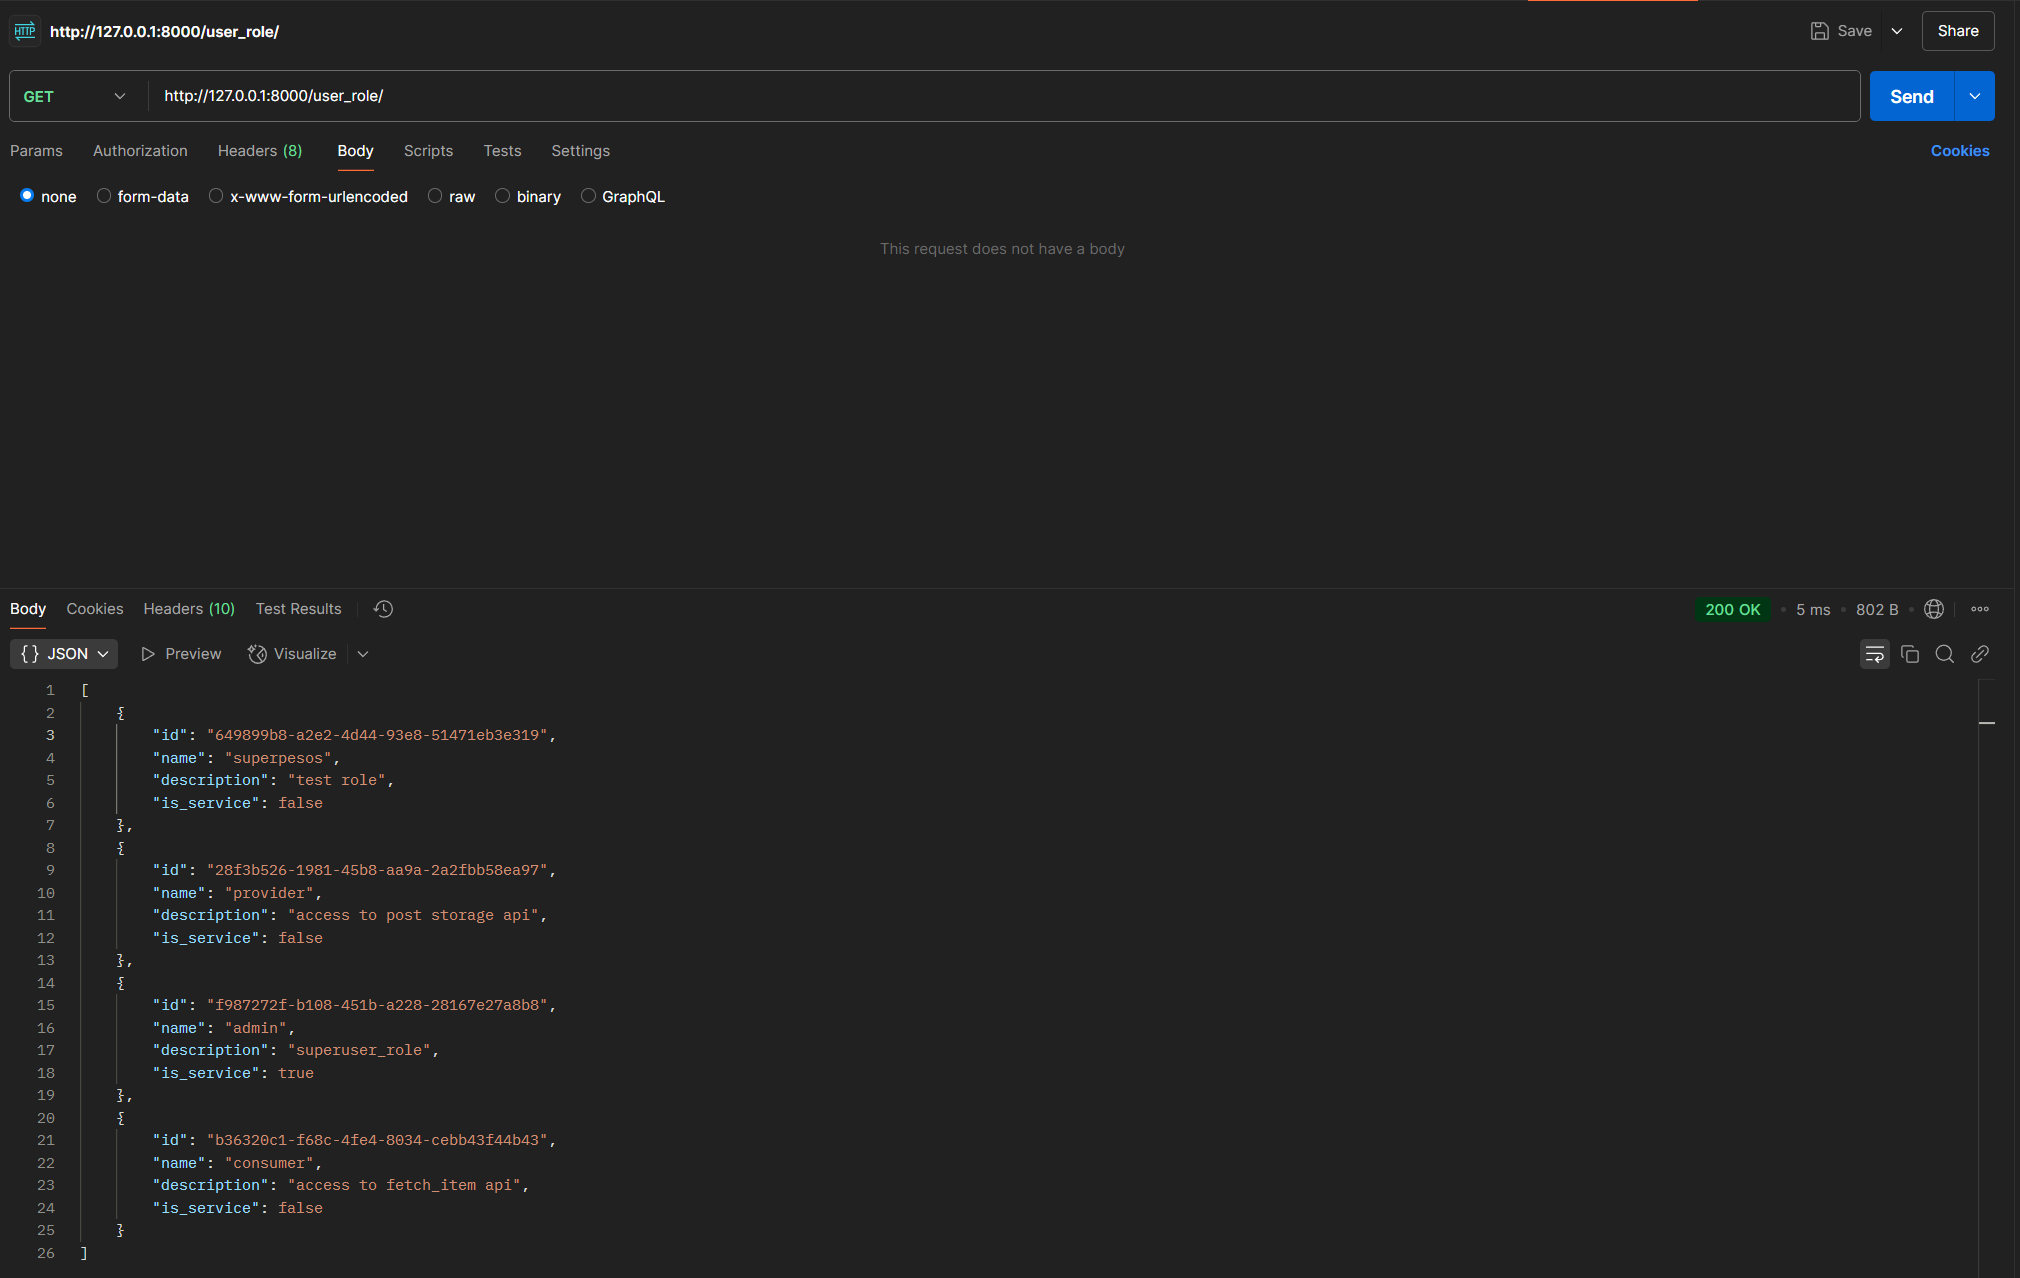 HTTP http://127.0.0.1:8000/user_role/ Save Share
GET http://127.0.0.1:8000/user_role/ Send
Params Authorization Headers (8) Body Scripts Tests Settings Cookies
none form-data x-www-form-urlencoded raw binary GraphQL
This request does not have a body
Body Cookies Headers (10) Test Results 200 OK • 5 ms • 802 B •
{} JSON Preview Visualize
1 [
2 {
3 "id": "649899b8-a2e2-4d44-93e8-51471eb3e319",
4 "name": "superpesos",
5 "description": "test role",
6 "is_service": false
7 },
8 {
9 "id": "28f3b526-1981-45b8-aa9a-2a2fbb58ea97",
10 "name": "provider",
11 "description": "access to post storage api",
12 "is_service": false
13 },
14 {
15 "id": "f987272f-b108-451b-a228-28167e27a8b8",
16 "name": "admin",
17 "description": "superuser_role",
18 "is_service": true
19 },
20 {
21 "id": "b36320c1-f68c-4fe4-8034-cebb43f44b43",
22 "name": "consumer",
23 "description": "access to fetch_item api",
24 "is_service": false
25 }
26 ]